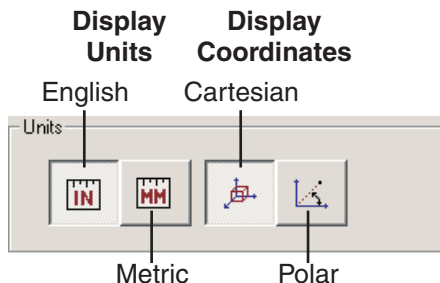 Display Display
Units Coordinates
English Cartesian
Units
IN MM
Metric Polar